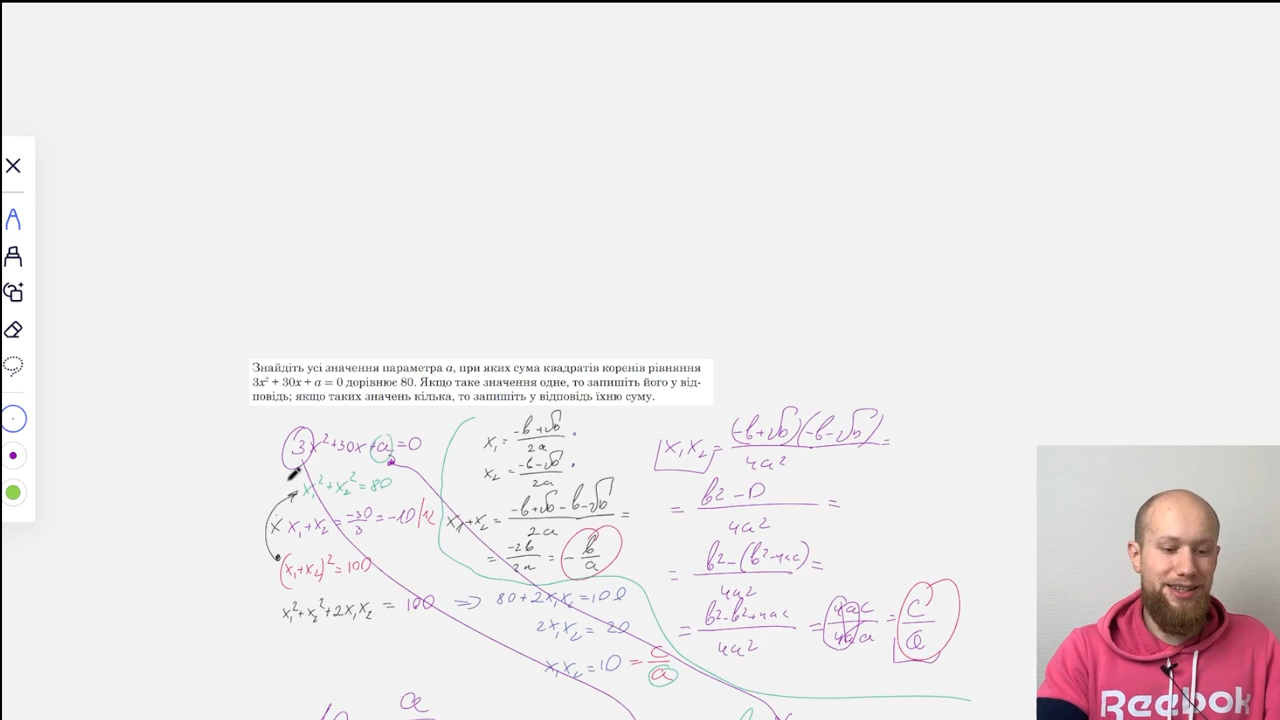 Знайдіть усі значення параметра a, при яких сума квадратів коренів рівняння
3x² + 30x + a = 0 дорівнює 80. Якщо таке значення одне, то запишіть його у від-
повідь; якщо таких значень кілька, то запишіть у відповідь їхню суму.
3x²+30x+a=0
x₁²+x₂²=80
x x₁+x₂ = -30/3 = -10
(x₁+x₂)²=100
x₁²+x₂²+2x₁x₂ = 100 => 80+2x₁x₂=100
2x₁x₂ = 20
x₁x₂=10 = c/a
x₁= -b+√D / 2a
x₂= -b-√D / 2a
x₁+x₂= -b+√D-b-√D / 2a =
= -2b / 2a = - b/a
x₁x₂ = (-b+√D)(-b-√D) / 4a² =
= b²-D / 4a² =
= b²-(b²-4ac) / 4a² =
= b²-b²+4ac / 4a² = 4ac / 4a a = c/a
10 a
Reebok